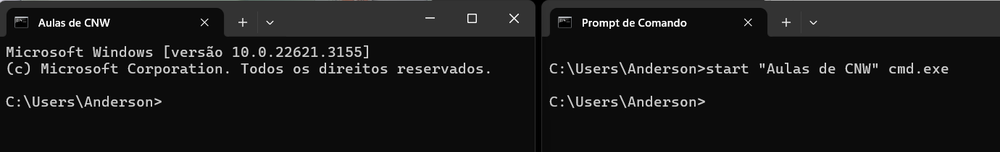 Aulas de CNW
Microsoft Windows [versão 10.0.22621.3155]
(c) Microsoft Corporation. Todos os direitos reservados.
C:\Users\Anderson>
Prompt de Comando
C:\Users\Anderson>start "Aulas de CNW" cmd.exe
C:\Users\Anderson>